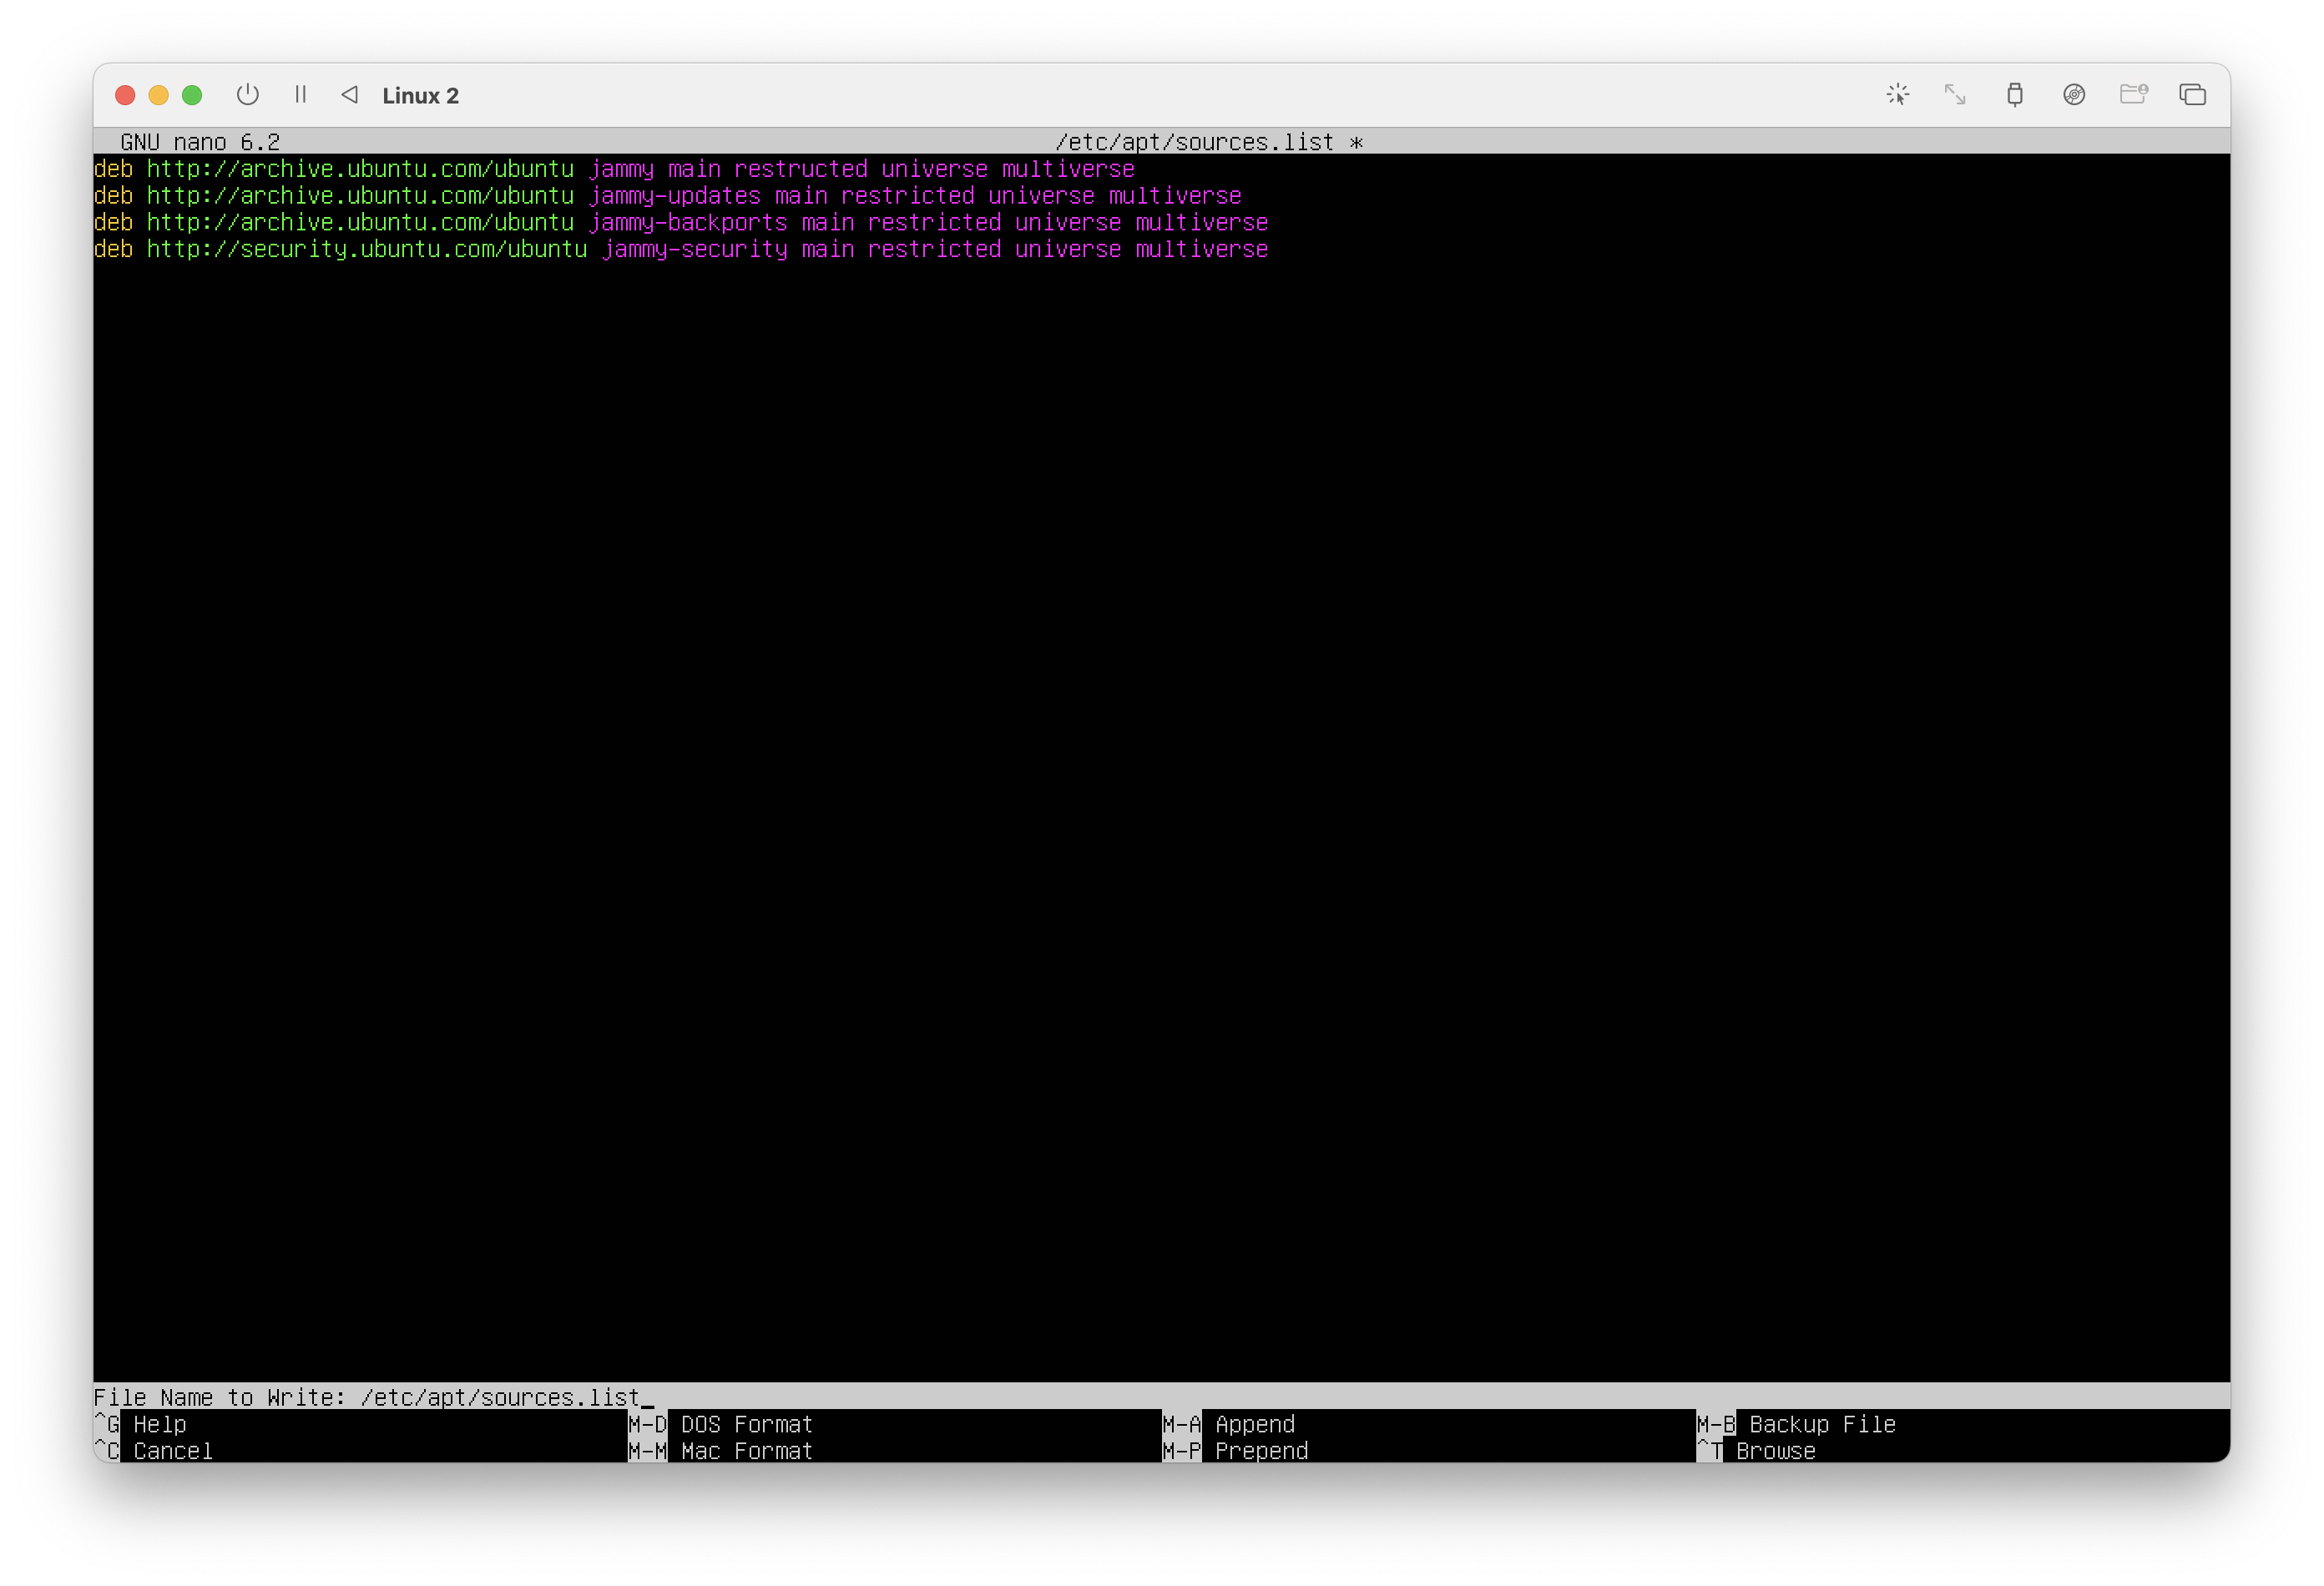 Linux 2
GNU nano 6.2 /etc/apt/sources.list *
deb http://archive.ubuntu.com/ubuntu jammy main restructed universe multiverse
deb http://archive.ubuntu.com/ubuntu jammy-updates main restricted universe multiverse
deb http://archive.ubuntu.com/ubuntu jammy-backports main restricted universe multiverse
deb http://security.ubuntu.com/ubuntu jammy-security main restricted universe multiverse
File Name to Write: /etc/apt/sources.list_
^G Help M-D DOS Format M-A Append M-B Backup File
^C Cancel M-M Mac Format M-P Prepend ^T Browse